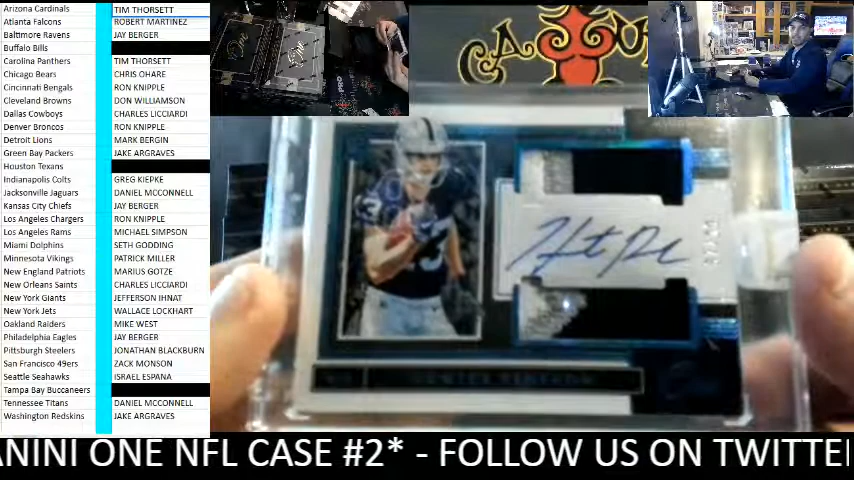 Arizona Cardinals TIM THORSETT
Atlanta Falcons ROBERT MARTINEZ
Baltimore Ravens JAY BERGER
Buffalo Bills
Carolina Panthers TIM THORSETT
Chicago Bears CHRIS OHARE
Cincinnati Bengals RON KNIPPLE
Cleveland Browns DON WILLIAMSON
Dallas Cowboys CHARLES LICCIARDI
Denver Broncos RON KNIPPLE
Detroit Lions MARK BERGIN
Green Bay Packers JAKE ARGRAVES
Houston Texans
Indianapolis Colts GREG KIEPKE
Jacksonville Jaguars DANIEL MCCONNELL
Kansas City Chiefs JAY BERGER
Los Angeles Chargers RON KNIPPLE
Los Angeles Rams MICHAEL SIMPSON
Miami Dolphins SETH GODDING
Minnesota Vikings PATRICK MILLER
New England Patriots MARIUS GOTZE
New Orleans Saints CHARLES LICCIARDI
New York Giants JEFFERSON IHNAT
New York Jets WALLACE LOCKHART
Oakland Raiders MIKE WEST
Philadelphia Eagles JAY BERGER
Pittsburgh Steelers JONATHAN BLACKBURN
San Francisco 49ers ZACK MONSON
Seattle Seahawks ISRAEL ESPANA
Tampa Bay Buccaneers
Tennessee Titans DANIEL MCCONNELL
Washington Redskins JAKE ARGRAVES
ANINI ONE NFL CASE #2* - FOLLOW US ON TWITTE